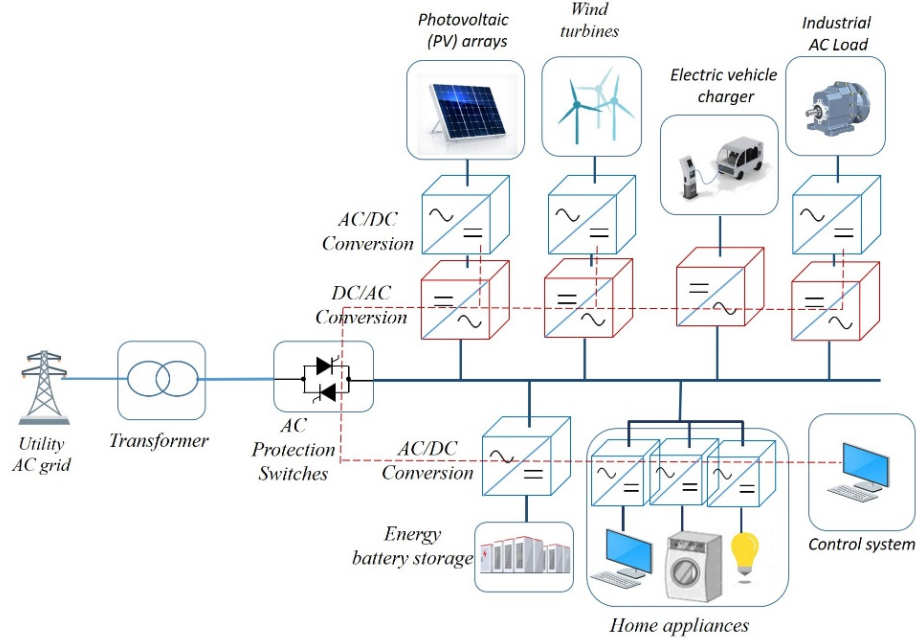 Photovoltaic
(PV) arrays
Wind
turbines
Electric vehicle
charger
Industrial
AC Load
AC/DC
Conversion
DC/AC
Conversion
Utility
AC grid
Transformer
AC
Protection
Switches
AC/DC
Conversion
Energy
battery storage
Home appliances
Control system